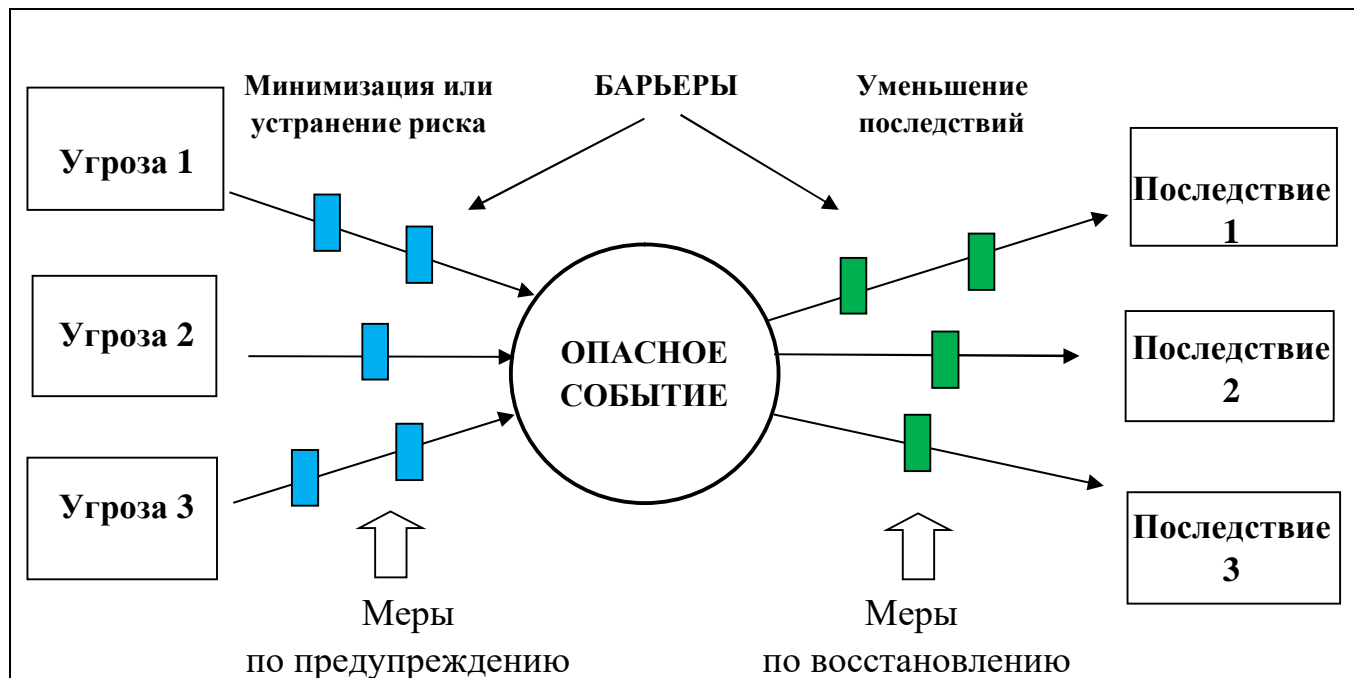 Минимизация или
устранение риска
БАРЬЕРЫ
Уменьшение
последствий
Угроза 1
Угроза 2
Угроза 3
ОПАСНОЕ
СОБЫТИЕ
Последствие
1
Последствие
2
Последствие
3
Меры
по предупреждению
Меры
по восстановлению